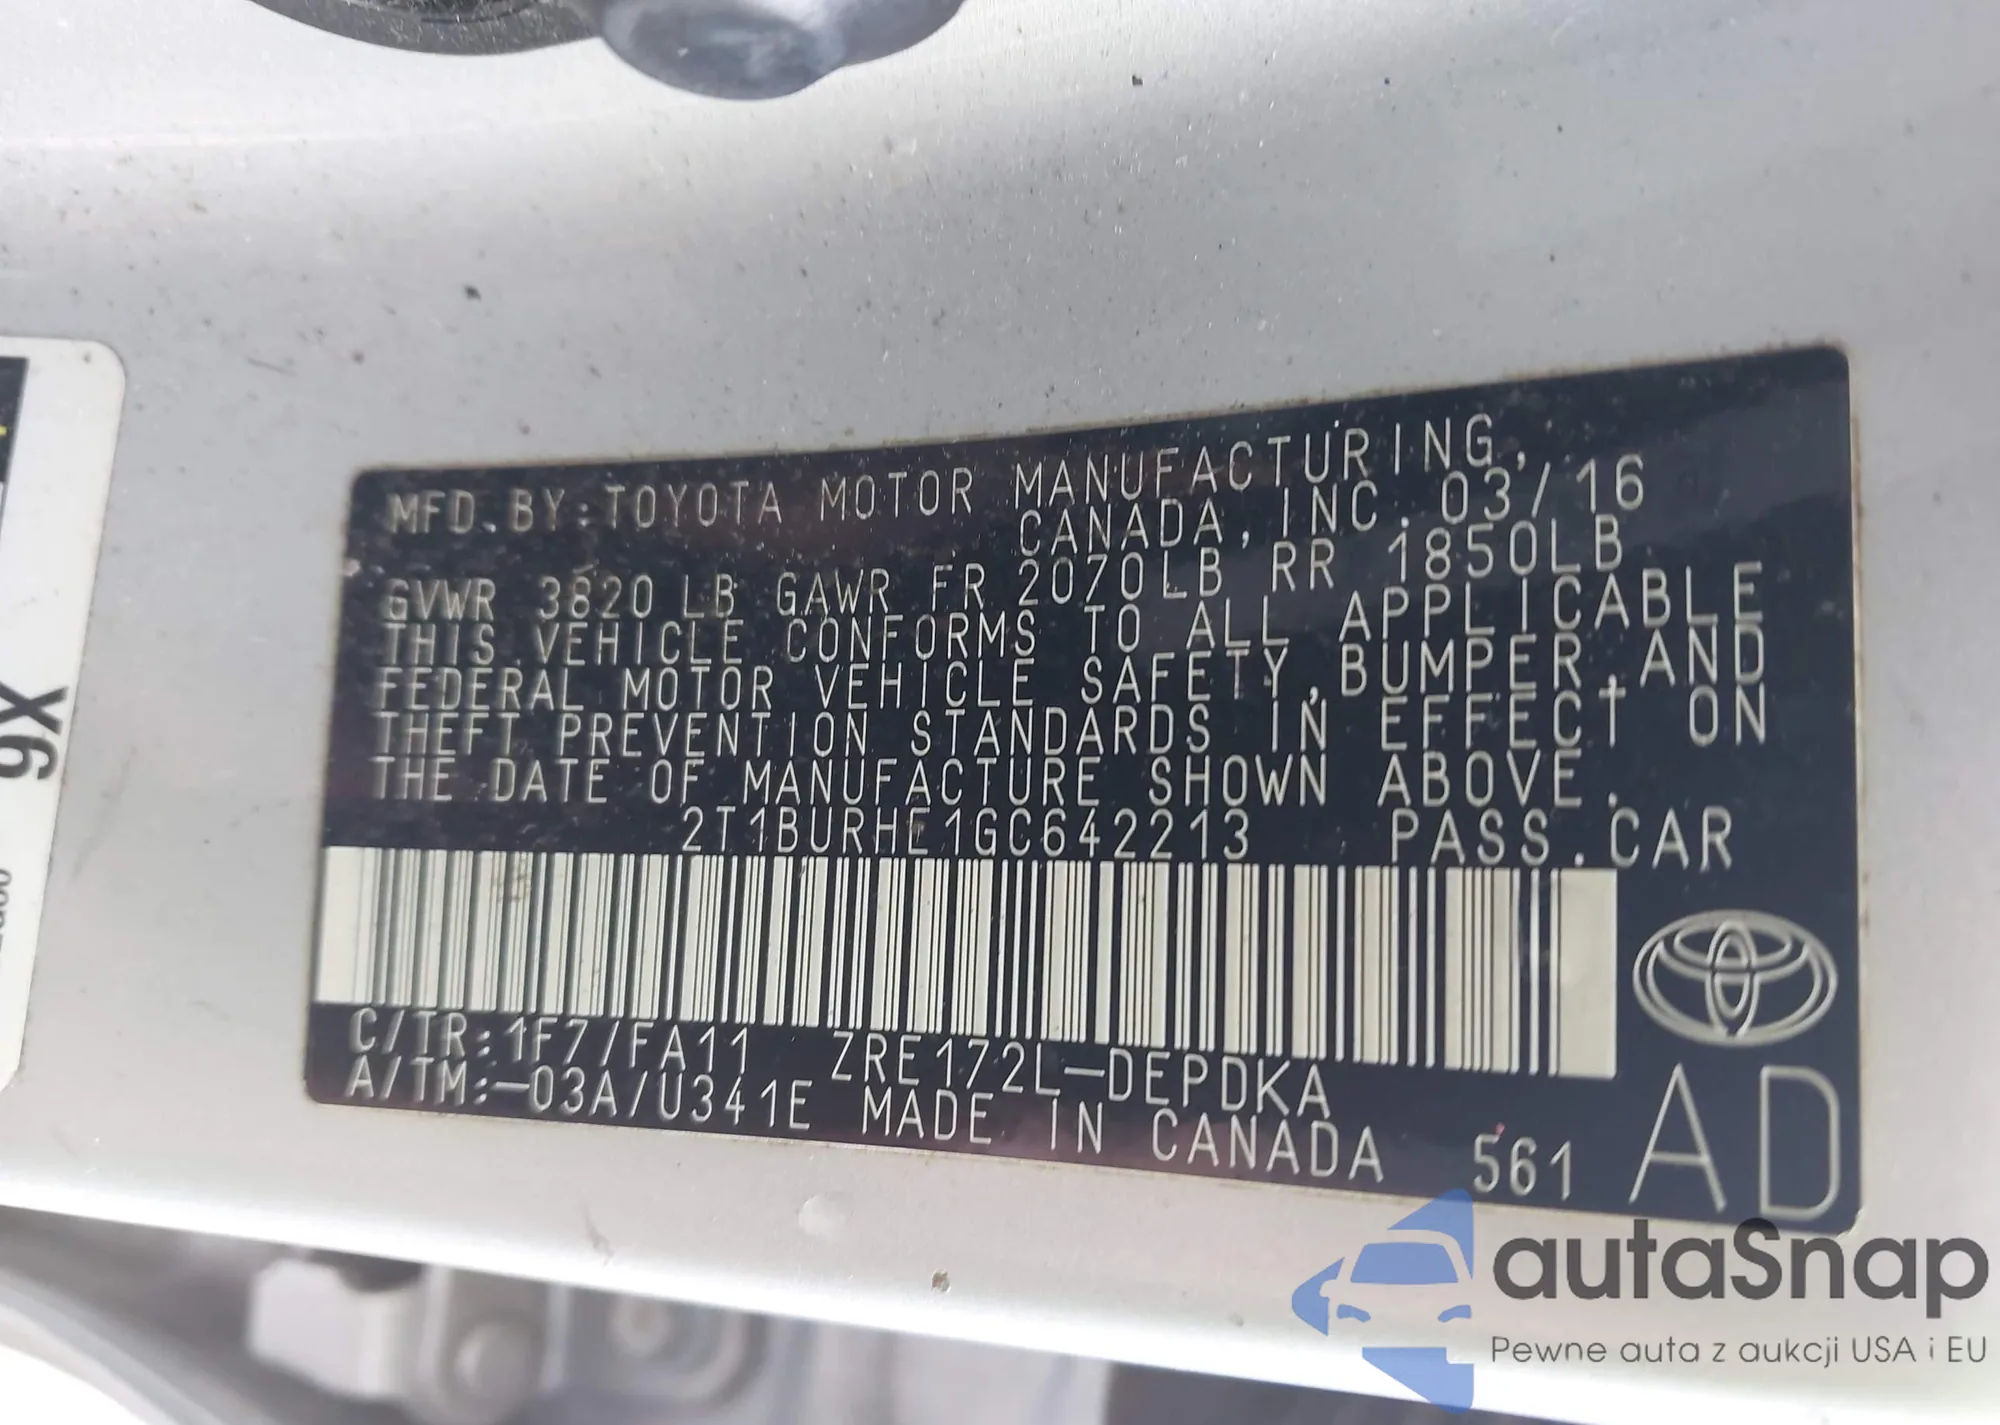 MFD. BY: TOYOTA MOTOR MANUFACTURING,
CANADA, INC. 03/16
GVWR 3820 LB GAWR FR 2070LB RR 1850LB
THIS VEHICLE CONFORMS TO ALL APPLICABLE
FEDERAL MOTOR VEHICLE SAFETY, BUMPER, AND
THEFT PREVENTION STANDARDS IN EFFECT ON
THE DATE OF MANUFACTURE SHOWN ABOVE.
2T1BURHE1GC642213 PASS. CAR
C/TR: 1F7/FA11 ZRE172L-DEPDKA
A/TM: -03A/U341E MADE IN CANADA 561 AD
9X
autaSnap
Pewne auta z aukcji USA i EU